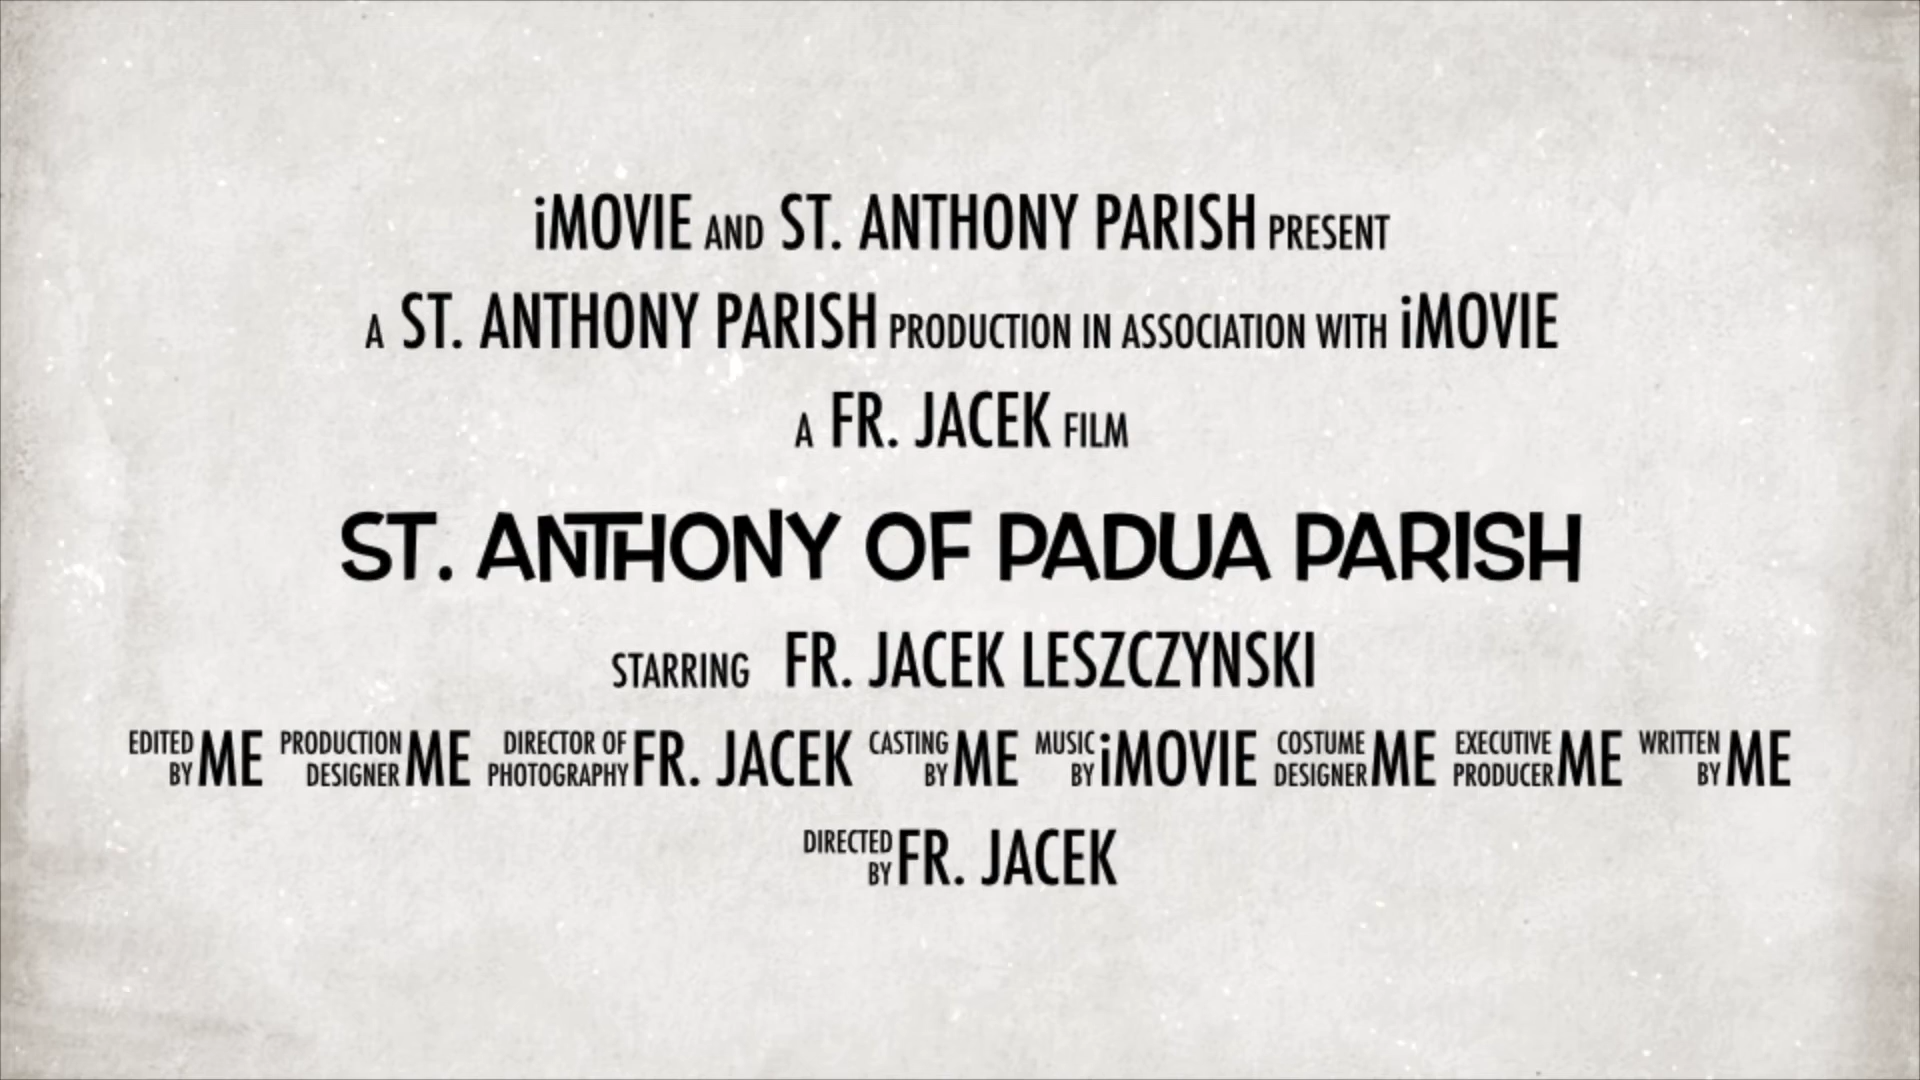 iMOVIE AND ST. ANTHONY PARISH PRESENT
A ST. ANTHONY PARISH PRODUCTION IN ASSOCIATION WITH iMOVIE
A FR. JACEK FILM
ST. ANTHONY OF PADUA PARISH
STARRING FR. JACEK LESZCZYNSKI
EDITED BY ME PRODUCTION DESIGNER ME DIRECTOR OF PHOTOGRAPHY FR. JACEK CASTING BY ME MUSIC BY iMOVIE COSTUME DESIGNER ME EXECUTIVE PRODUCER ME WRITTEN BY ME
DIRECTED BY FR. JACEK